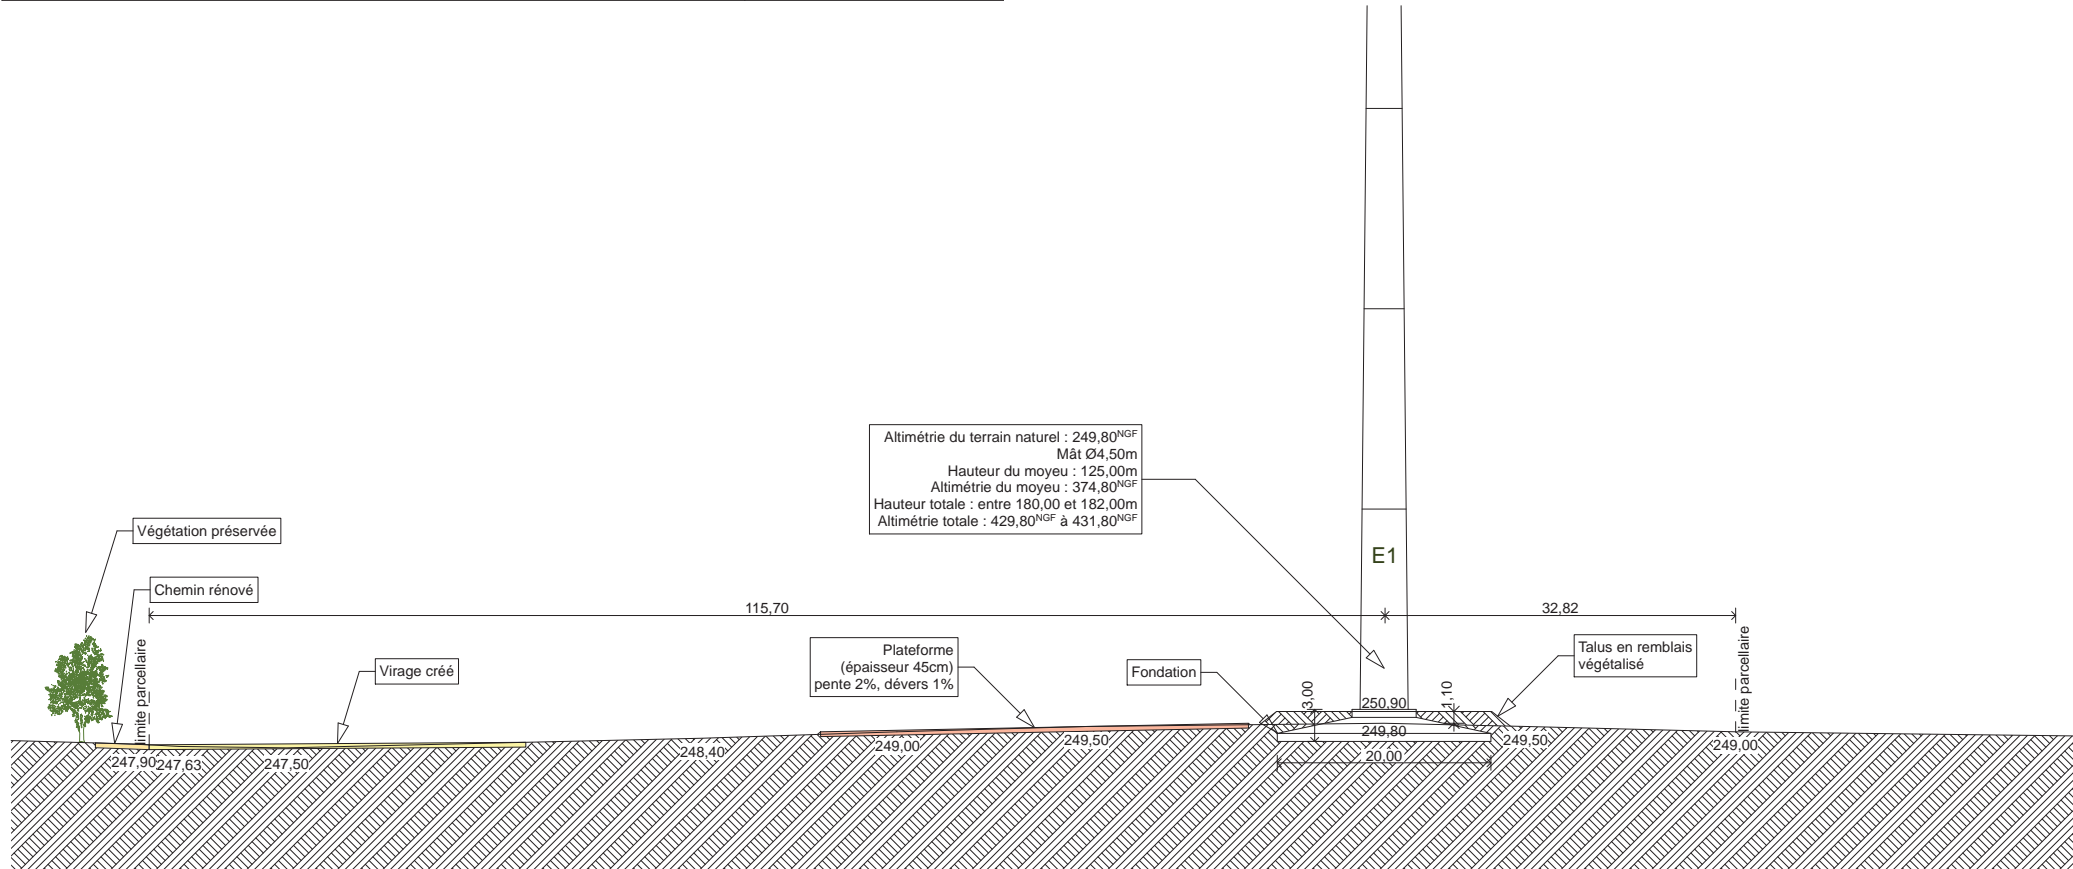 Altimétrie du terrain naturel : 249,80NGF
Mât Ø4,50m
Hauteur du moyeu : 125,00m
Altimétrie du moyeu : 374,80NGF
Hauteur totale : entre 180,00 et 182,00m
Altimétrie totale : 429,80NGF à 431,80NGF
Végétation préservée
E1
Chemin rénové
115,70
32,82
limite parcellaire
Virage créé
Plateforme
(épaisseur 45cm)
pente 2%, dévers 1%
Fondation
Talus en remblais
végétalisé
limite parcellaire
3,00
250,90
1,10
249,80
20,00
247,90
247,63
247,50
248,40
249,00
249,50
249,50
249,00